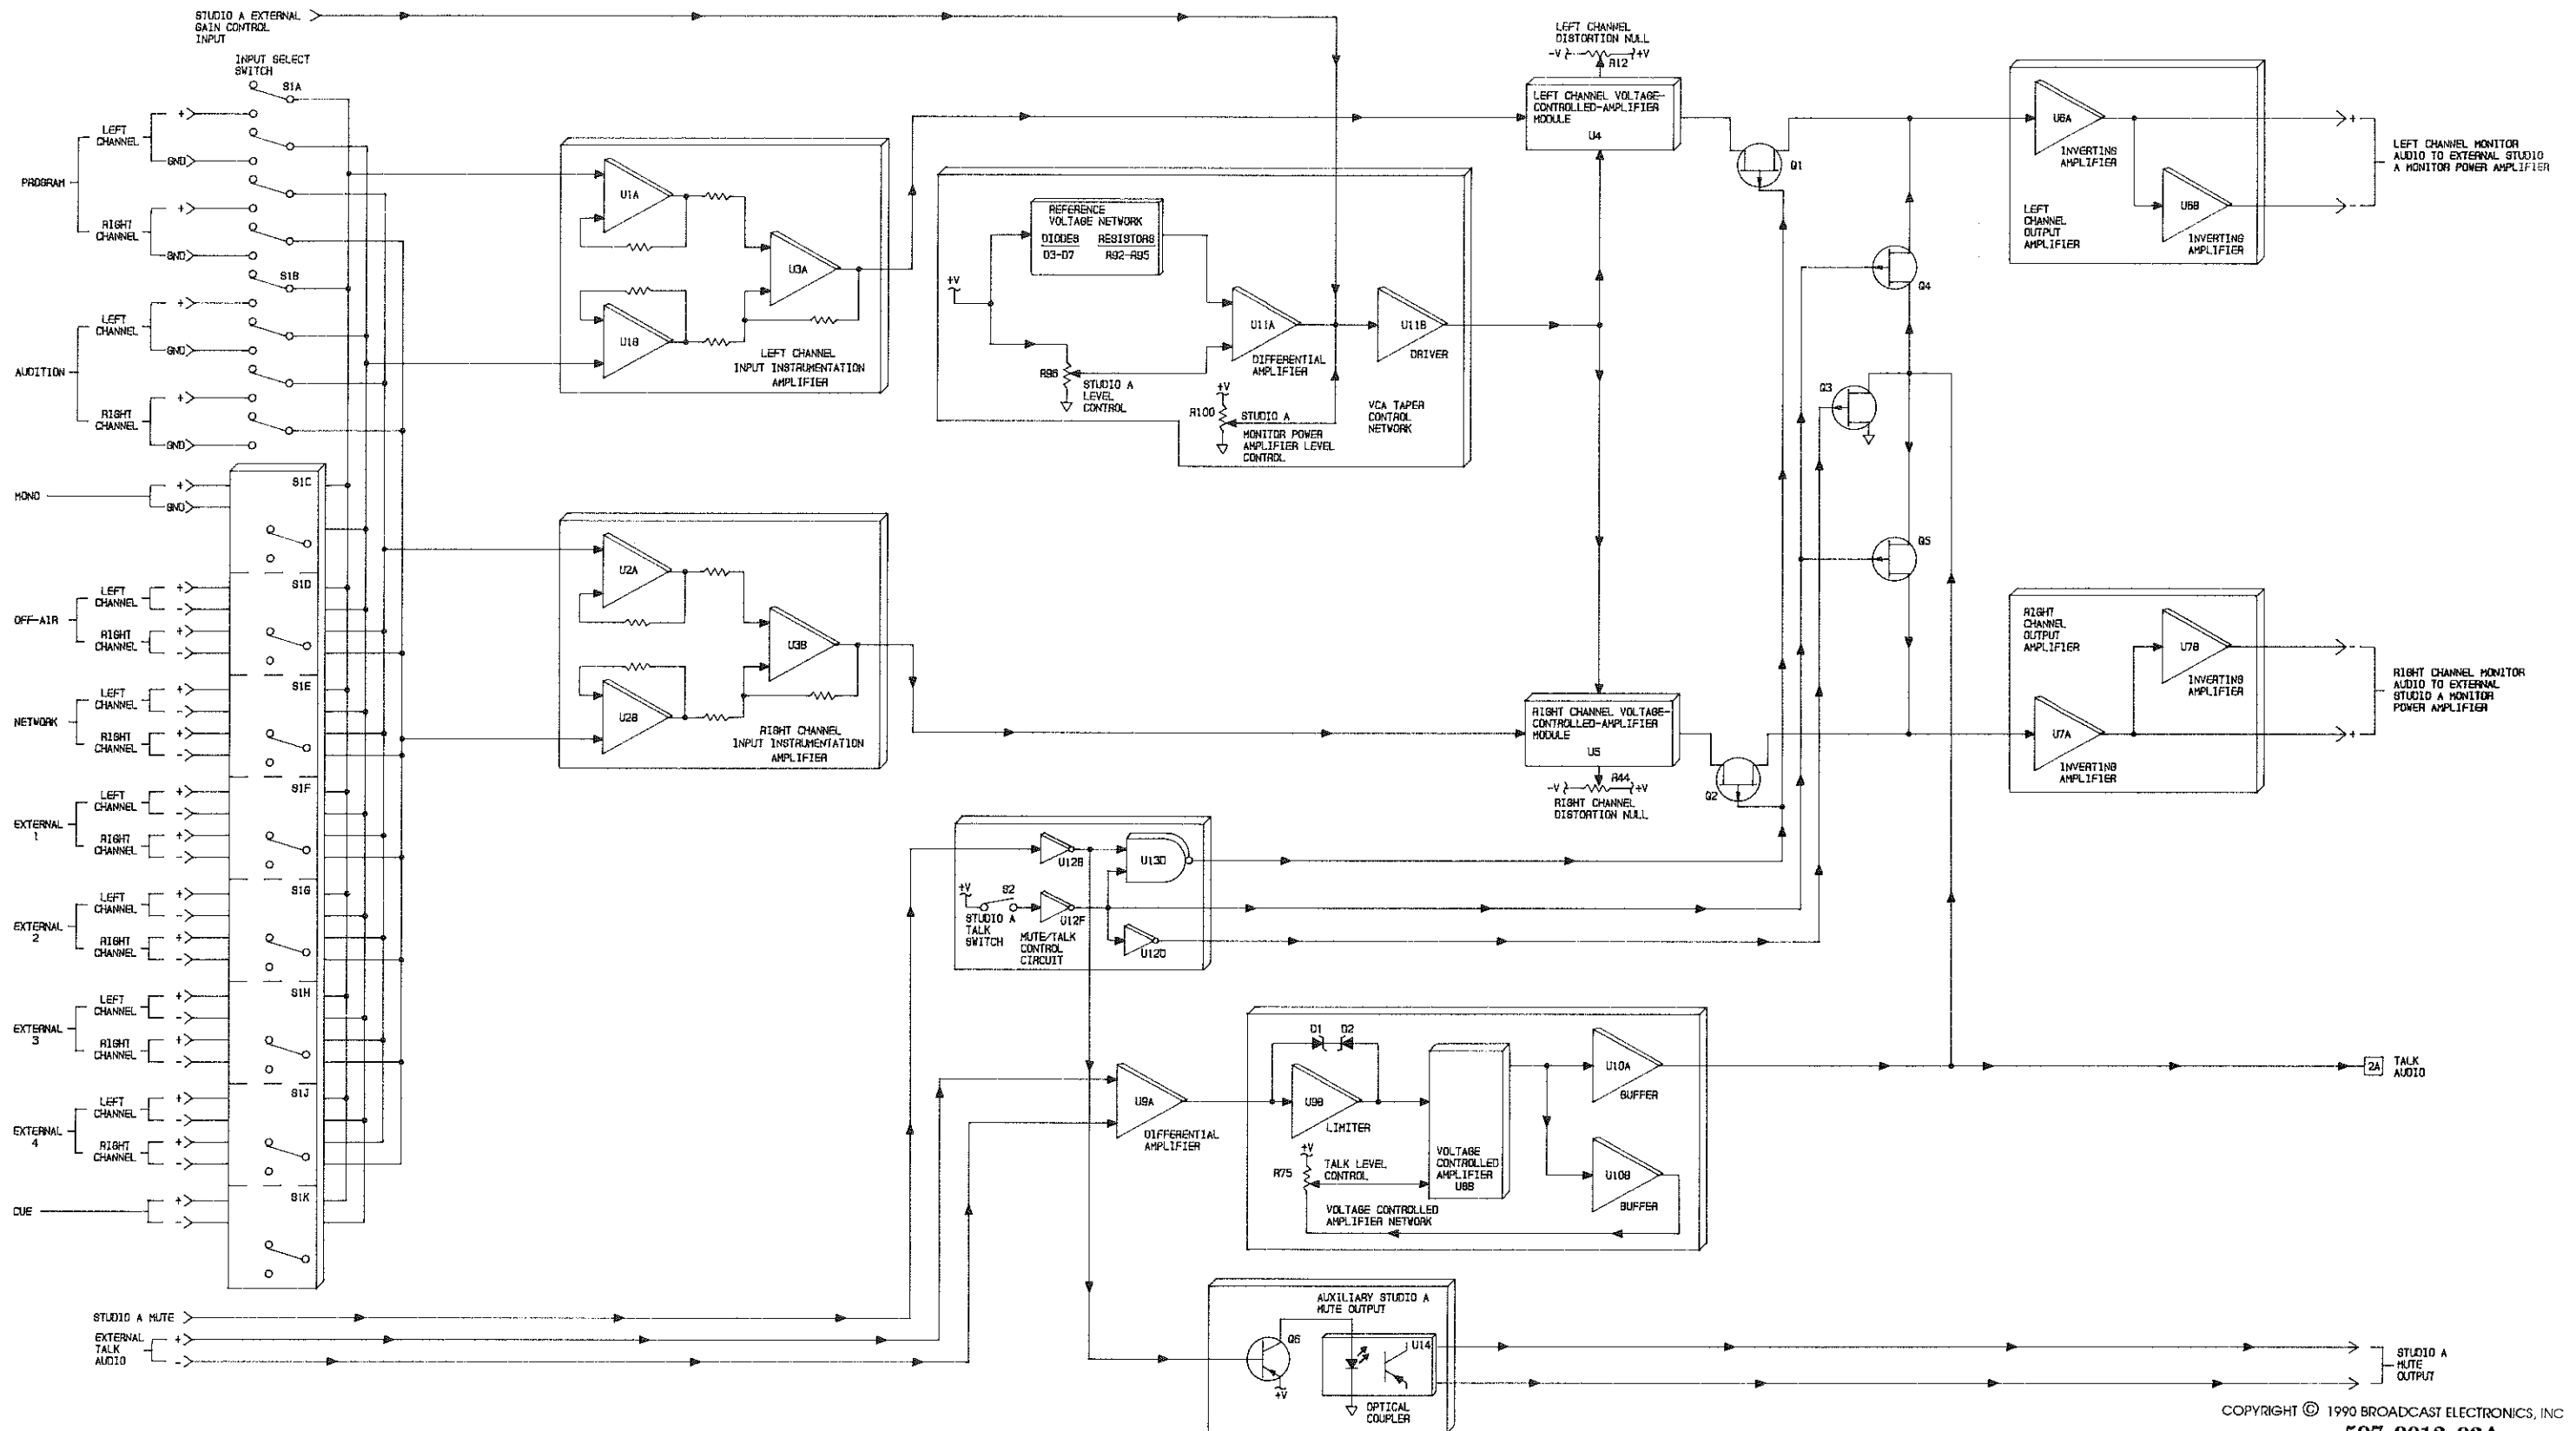 STUDIO A EXTERNAL
GAIN CONTROL
INPUT
INPUT SELECT
SWITCH
S1A
LEFT
CHANNEL
+
GND
PROGRAM
RIGHT
CHANNEL
+
GND
S1B
LEFT
CHANNEL
+
GND
AUDITION
RIGHT
CHANNEL
+
GND
MONO
+
GND
S1C
OFF-AIR
LEFT
CHANNEL
+
-
RIGHT
CHANNEL
+
-
S1D
NETWORK
LEFT
CHANNEL
+
-
RIGHT
CHANNEL
+
-
S1E
EXTERNAL
1
LEFT
CHANNEL
+
-
RIGHT
CHANNEL
+
-
S1F
EXTERNAL
2
LEFT
CHANNEL
+
-
RIGHT
CHANNEL
+
-
S1G
EXTERNAL
3
LEFT
CHANNEL
+
-
RIGHT
CHANNEL
+
-
S1H
EXTERNAL
4
LEFT
CHANNEL
+
-
RIGHT
CHANNEL
+
-
S1J
CUE
+
-
S1K
STUDIO A MUTE
EXTERNAL
TALK
AUDIO
+
-
U1A
U1B
U3A
LEFT CHANNEL
INPUT INSTRUMENTATION
AMPLIFIER
U2A
U2B
U3B
RIGHT CHANNEL
INPUT INSTRUMENTATION
AMPLIFIER
REFERENCE
VOLTAGE NETWORK
DIODES RESISTORS
D3-D7 R92-R95
+V
R96
STUDIO A
LEVEL
CONTROL
U11A
DIFFERENTIAL
AMPLIFIER
+V
R100
STUDIO A
MONITOR POWER
AMPLIFIER LEVEL
CONTROL
U11B
DRIVER
VCA TAPER
CONTROL
NETWORK
LEFT CHANNEL
DISTORTION NULL
-V +V
R12
LEFT CHANNEL VOLTAGE-
CONTROLLED-AMPLIFIER
MODULE
U4
Q1
Q4
Q3
Q5
RIGHT CHANNEL VOLTAGE-
CONTROLLED-AMPLIFIER
MODULE
U5
R44
-V +V
RIGHT CHANNEL
DISTORTION NULL
Q2
U6A
INVERTING
AMPLIFIER
U6B
INVERTING
AMPLIFIER
LEFT
CHANNEL
OUTPUT
AMPLIFIER
+
-
LEFT CHANNEL MONITOR
AUDIO TO EXTERNAL STUDIO
A MONITOR POWER AMPLIFIER
RIGHT
CHANNEL
OUTPUT
AMPLIFIER
U7B
INVERTING
AMPLIFIER
U7A
INVERTING
AMPLIFIER
-
+
RIGHT CHANNEL MONITOR
AUDIO TO EXTERNAL
STUDIO A MONITOR
POWER AMPLIFIER
U12B
U13D
+V
S2
STUDIO A
TALK
SWITCH
U12F
MUTE/TALK
CONTROL
CIRCUIT
U12D
U9A
DIFFERENTIAL
AMPLIFIER
D1 D2
U9B
LIMITER
+V
R75
TALK LEVEL
CONTROL
VOLTAGE
CONTROLLED
AMPLIFIER
U8B
U10A
BUFFER
U10B
BUFFER
VOLTAGE CONTROLLED
AMPLIFIER NETWORK
2A
TALK
AUDIO
AUXILIARY STUDIO A
MUTE OUTPUT
Q6
+V
U14
OPTICAL
COUPLER
STUDIO A
MUTE
OUTPUT
COPYRIGHT © 1990 BROADCAST ELECTRONICS, INC